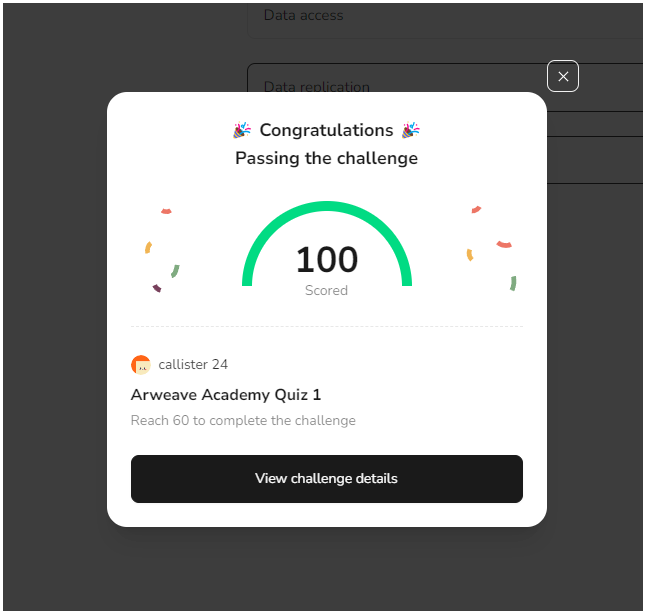 Data access
Data replication
Congratulations
Passing the challenge
100
Scored
callister 24
Arweave Academy Quiz 1
Reach 60 to complete the challenge
View challenge details